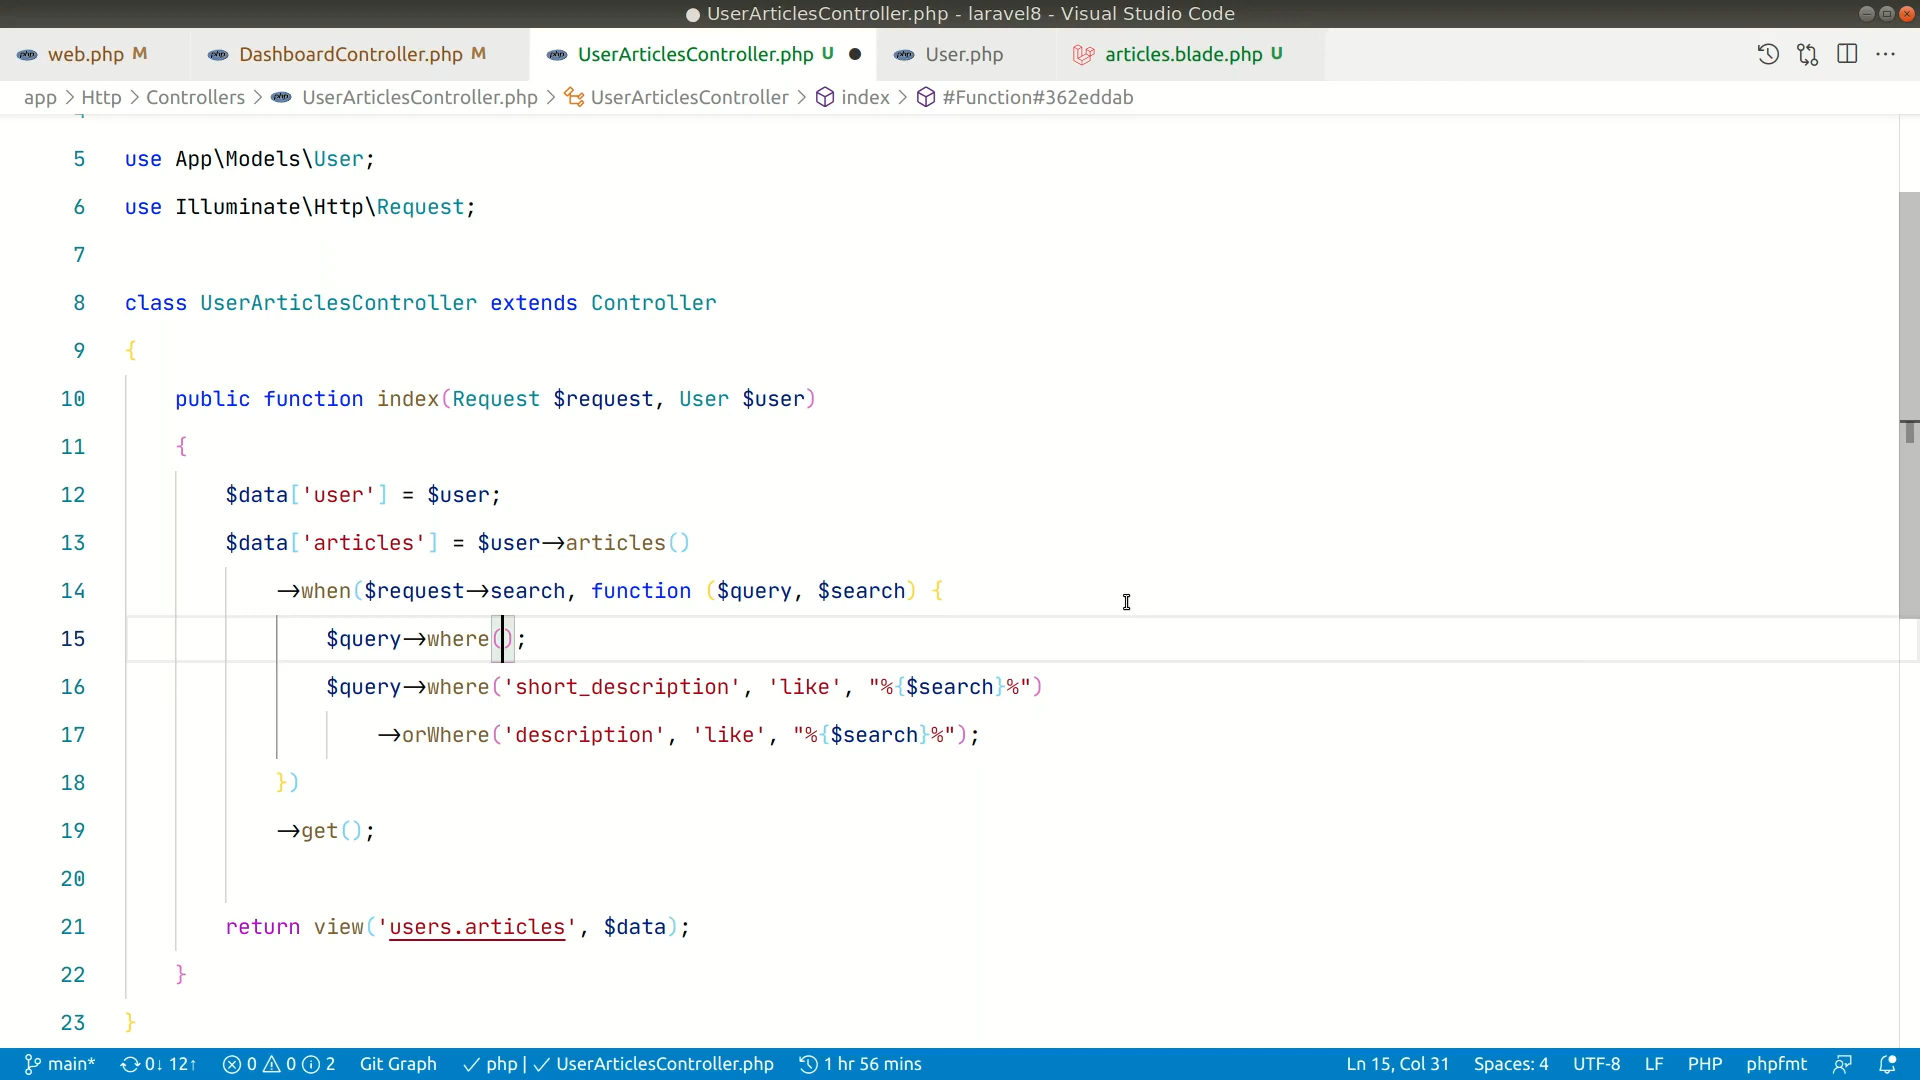 UserArticlesController.php - laravel8 - Visual Studio Code
web.php M DashboardController.php M UserArticlesController.php U User.php articles.blade.php U
app > Http > Controllers > UserArticlesController.php > UserArticlesController > index > #Function#362eddab
5 use App\Models\User;
6 use Illuminate\Http\Request;
7
8 class UserArticlesController extends Controller
9 {
10 public function index(Request $request, User $user)
11 {
12 $data['user'] = $user;
13 $data['articles'] = $user->articles()
14 ->when($request->search, function ($query, $search) {
15 $query->where();
16 $query->where('short_description', 'like', "%{$search}%")
17 ->orWhere('description', 'like', "%{$search}%");
18 })
19 ->get();
20
21 return view('users.articles', $data);
22 }
23 }
main* 0↓ 12↑ 0 0 2 Git Graph php | UserArticlesController.php 1 hr 56 mins Ln 15, Col 31 Spaces: 4 UTF-8 LF PHP phpfmt